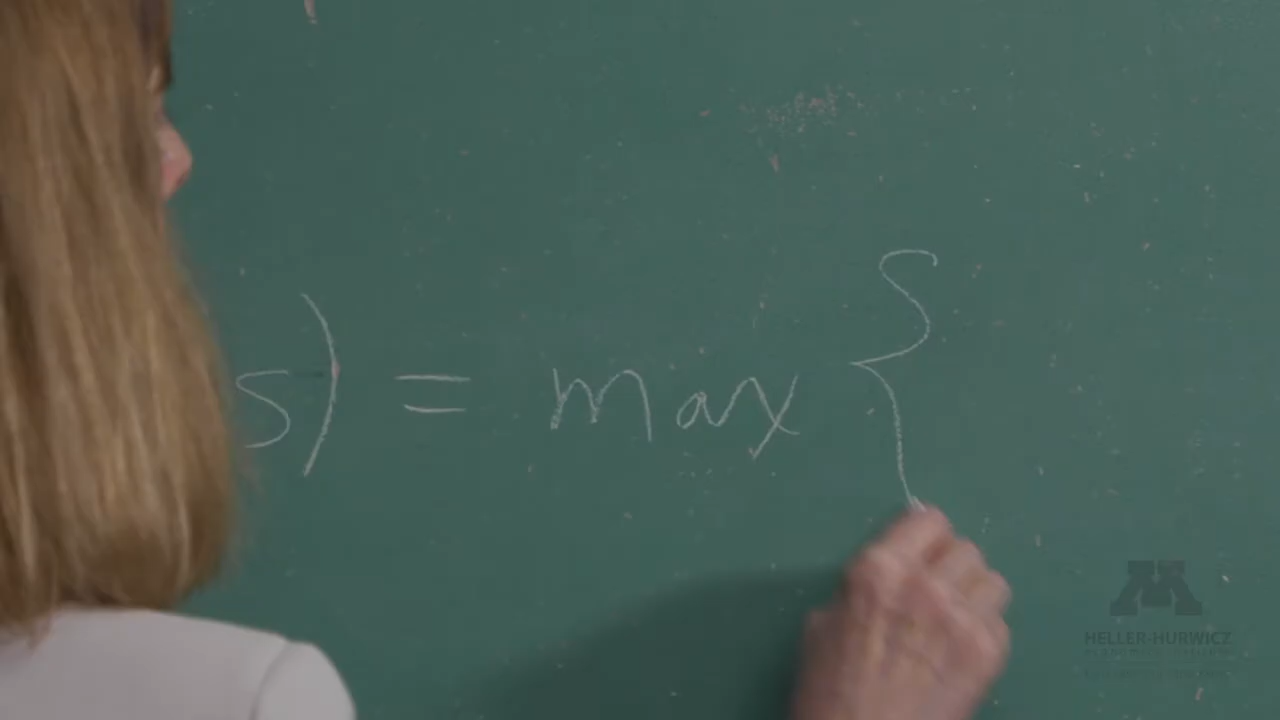 s) = max {
M
HELLER-HURWICZ